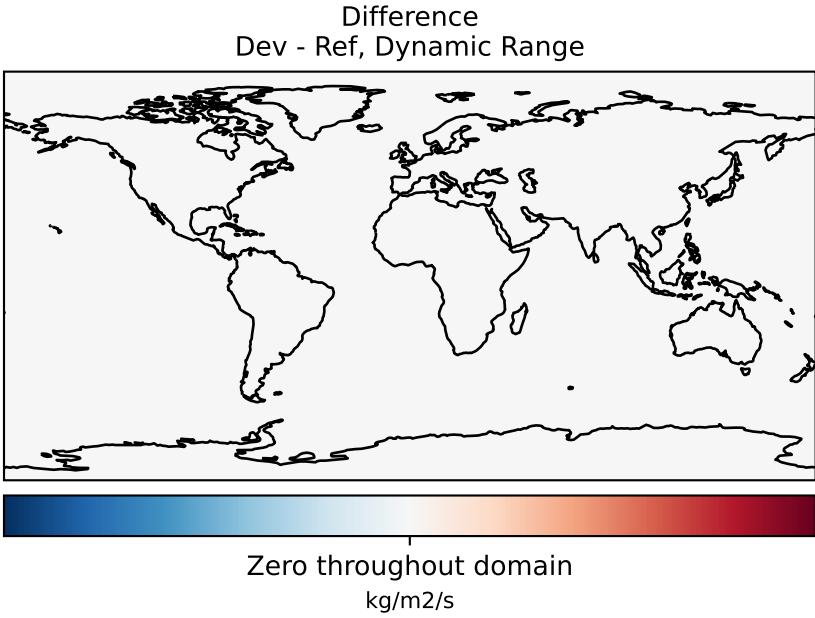 Difference
Dev - Ref, Dynamic Range
Zero throughout domain
kg/m2/s